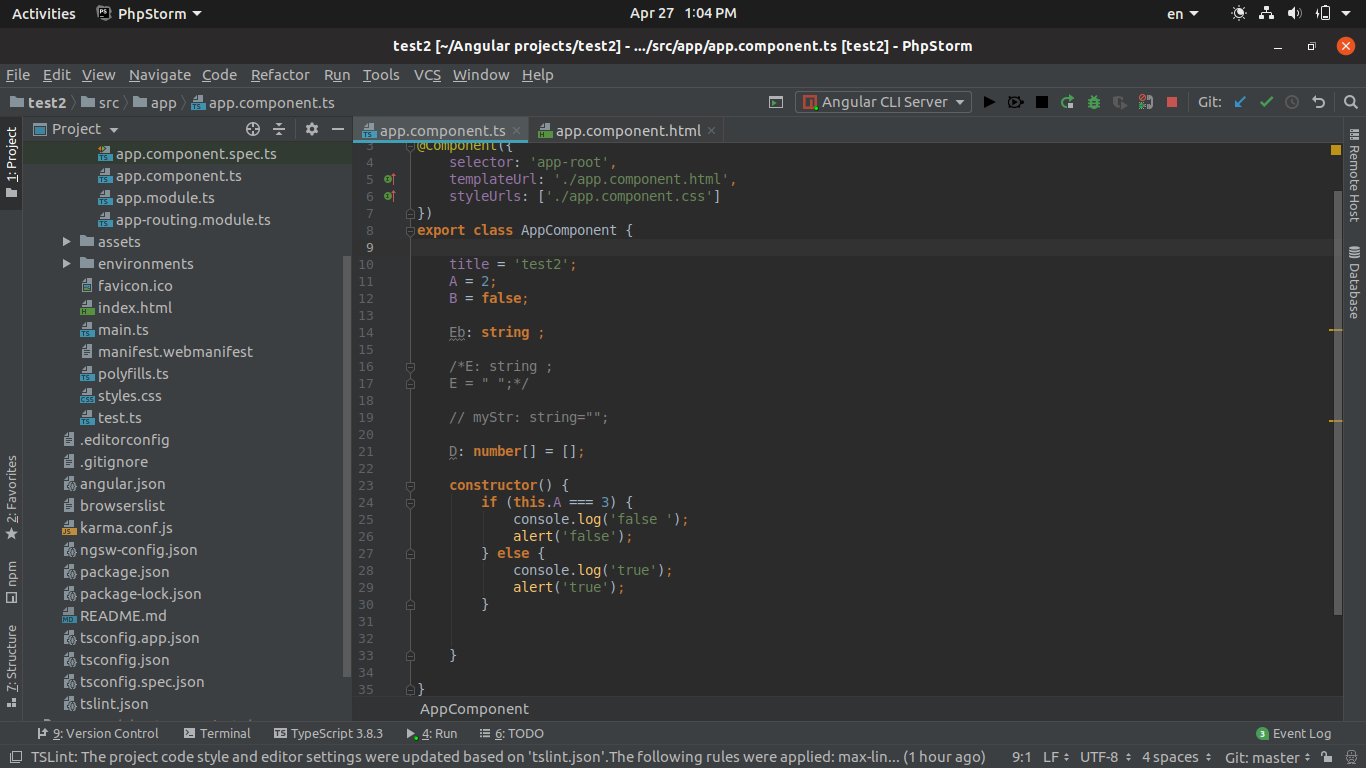 Activities PhpStorm Apr 27 1:04 PM en
test2 [~/Angular projects/test2] - .../src/app/app.component.ts [test2] - PhpStorm
File Edit View Navigate Code Refactor Run Tools VCS Window Help
test2 src app app.component.ts Angular CLI Server Git:
1: Project
2: Favorites
npm
7: Structure
Project
app.component.spec.ts
app.component.ts
app.module.ts
app-routing.module.ts
assets
environments
favicon.ico
index.html
main.ts
manifest.webmanifest
polyfills.ts
styles.css
test.ts
.editorconfig
.gitignore
angular.json
browserslist
karma.conf.js
ngsw-config.json
package.json
package-lock.json
README.md
tsconfig.app.json
tsconfig.json
tsconfig.spec.json
tslint.json
app.component.ts app.component.html
3 @Component({
4 selector: 'app-root',
5 templateUrl: './app.component.html',
6 styleUrls: ['./app.component.css']
7 })
8 export class AppComponent {
9
10 title = 'test2';
11 A = 2;
12 B = false;
13
14 Eb: string ;
15
16 /*E: string ;
17 E = " ";*/
18
19 // myStr: string="";
20
21 D: number[] = [];
22
23 constructor() {
24 if (this.A === 3) {
25 console.log('false ');
26 alert('false');
27 } else {
28 console.log('true');
29 alert('true');
30 }
31
32
33 }
34
35 }
AppComponent
Remote Host
Database
9: Version Control Terminal TypeScript 3.8.3 4: Run 6: TODO 3 Event Log
TSLint: The project code style and editor settings were updated based on 'tslint.json'.The following rules were applied: max-lin... (1 hour ago) 9:1 LF UTF-8 4 spaces Git: master